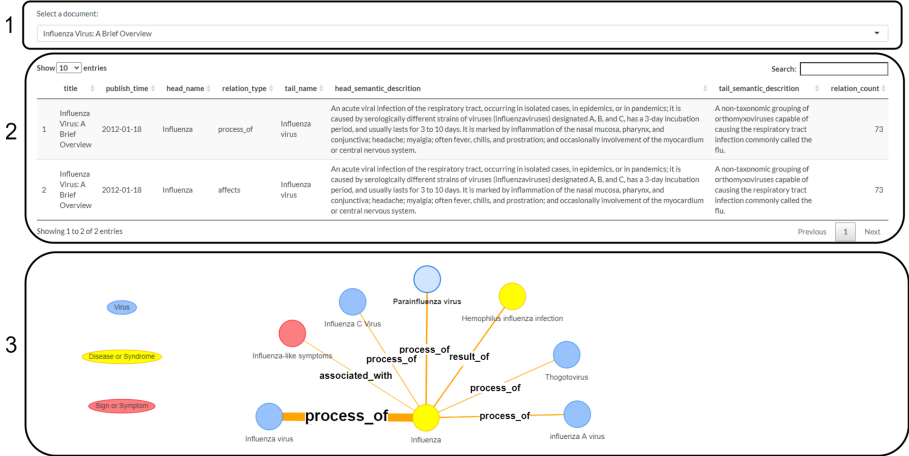 1
Select a document:
Influenza Virus: A Brief Overview
2
Show 10 entries
Search:
title publish_time head_name relation_type tail_name head_semantic_descrition tail_semantic_descrition relation_count
1 Influenza Virus: A Brief Overview 2012-01-18 Influenza process_of Influenza virus
An acute viral infection of the respiratory tract, occurring in isolated cases, in epidemics, or in pandemics; it is
caused by serologically different strains of viruses (influenzaviruses) designated A, B, and C, has a 3-day incubation
period, and usually lasts for 3 to 10 days. It is marked by inflammation of the nasal mucosa, pharynx, and
conjunctiva; headache; myalgia; often fever, chills, and prostration; and occasionally involvement of the myocardium
or central nervous system.
A non-taxonomic grouping of
orthomyxoviruses capable of
causing the respiratory tract
infection commonly called the
flu.
73
2 Influenza Virus: A Brief Overview 2012-01-18 Influenza affects Influenza virus
An acute viral infection of the respiratory tract, occurring in isolated cases, in epidemics, or in pandemics; it is
caused by serologically different strains of viruses (influenzaviruses) designated A, B, and C, has a 3-day incubation
period, and usually lasts for 3 to 10 days. It is marked by inflammation of the nasal mucosa, pharynx, and
conjunctiva; headache; myalgia; often fever, chills, and prostration; and occasionally involvement of the myocardium
or central nervous system.
A non-taxonomic grouping of
orthomyxoviruses capable of
causing the respiratory tract
infection commonly called the
flu.
73
Showing 1 to 2 of 2 entries
Previous 1 Next
3
Virus
Disease or Syndrome
Sign or Symptom
Parainfluenza virus
Influenza C Virus
Hemophilus influenza infection
Influenza-like symptoms
process_of
process_of
result_of
associated_with
Thogotovirus
process_of
process_of
process_of
Influenza virus
Influenza
influenza A virus